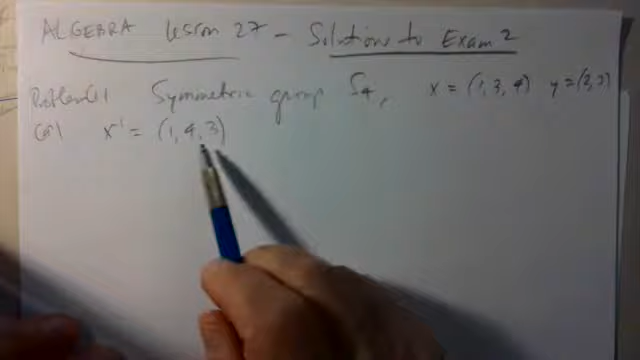 ALGEBRA Lesson 27 - Solutions to Exam 2
Problem 1 Symmetric group S₄, x = (1, 3, 4) y = (2, 3)
(a) x⁻¹ = (1, 4, 3)